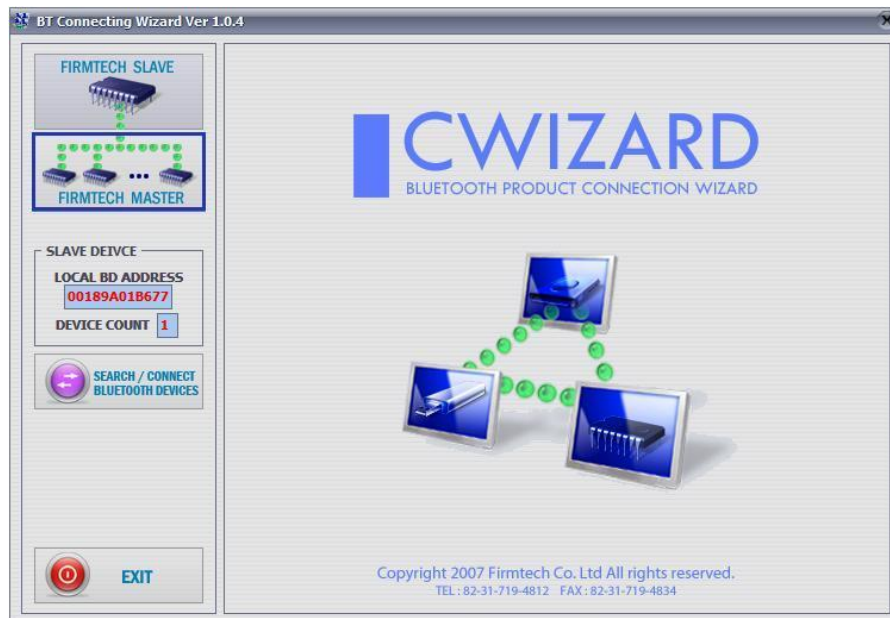 BT Connecting Wizard Ver 1.0.4
FIRMTECH SLAVE
FIRMTECH MASTER
SLAVE DEIVCE
LOCAL BD ADDRESS
00189A01B677
DEVICE COUNT 1
SEARCH / CONNECT
BLUETOOTH DEVICES
EXIT
CWIZARD
BLUETOOTH PRODUCT CONNECTION WIZARD
Copyright 2007 Firmtech Co. Ltd All rights reserved.
TEL : 82-31-719-4812 FAX : 82-31-719-4834